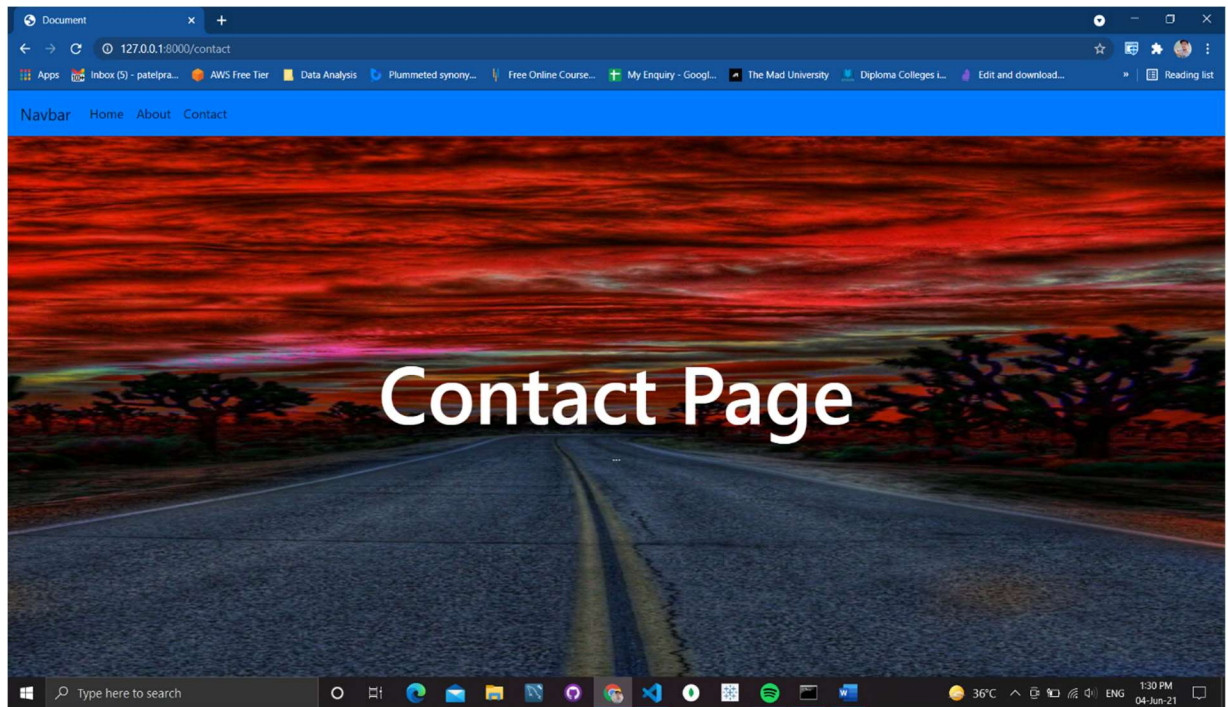 Document
127.0.0.1:8000/contact
Apps Inbox (5) - patelpra... AWS Free Tier Data Analysis Plummeted synony... Free Online Course... My Enquiry - Googl... The Mad University Diploma Colleges i... Edit and download... » Reading list
Navbar Home About Contact
Contact Page
...
Type here to search
36°C ENG
1:30 PM
04-Jun-21